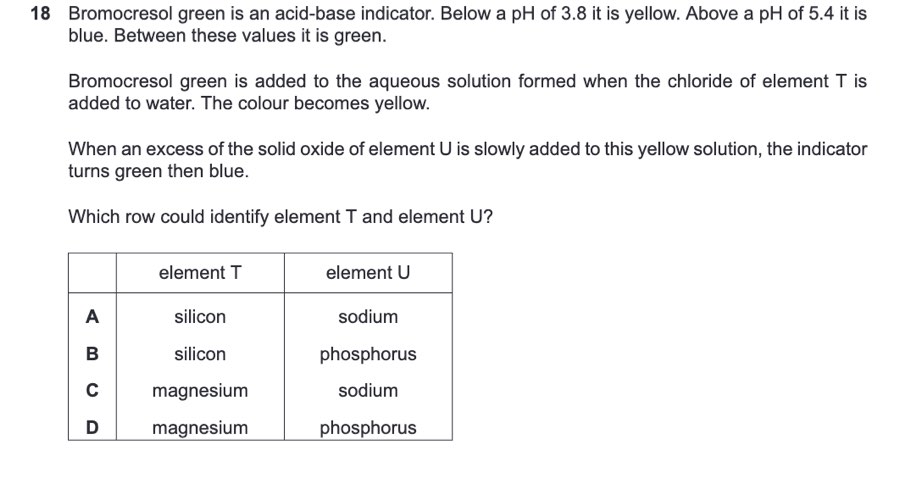 18 Bromocresol green is an acid-base indicator. Below a pH of 3.8 it is yellow. Above a pH of 5.4 it is
blue. Between these values it is green.
Bromocresol green is added to the aqueous solution formed when the chloride of element T is
added to water. The colour becomes yellow.
When an excess of the solid oxide of element U is slowly added to this yellow solution, the indicator
turns green then blue.
Which row could identify element T and element U?
element T element U
A silicon sodium
B silicon phosphorus
C magnesium sodium
D magnesium phosphorus